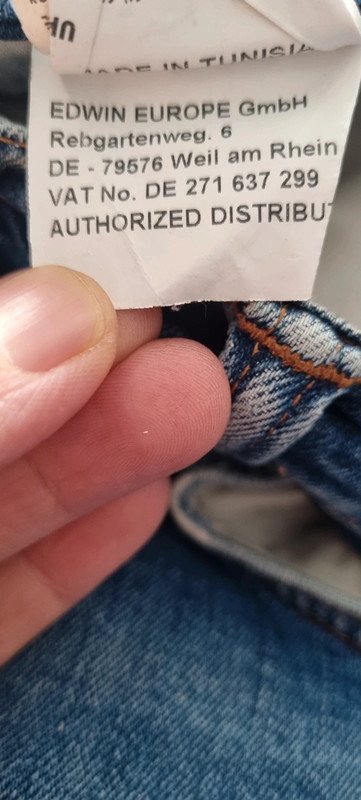 MADE IN TUNISIA
EDWIN EUROPE GmbH
Rebgartenweg. 6
DE - 79576 Weil am Rhein
VAT No. DE 271 637 299
AUTHORIZED DISTRIBU